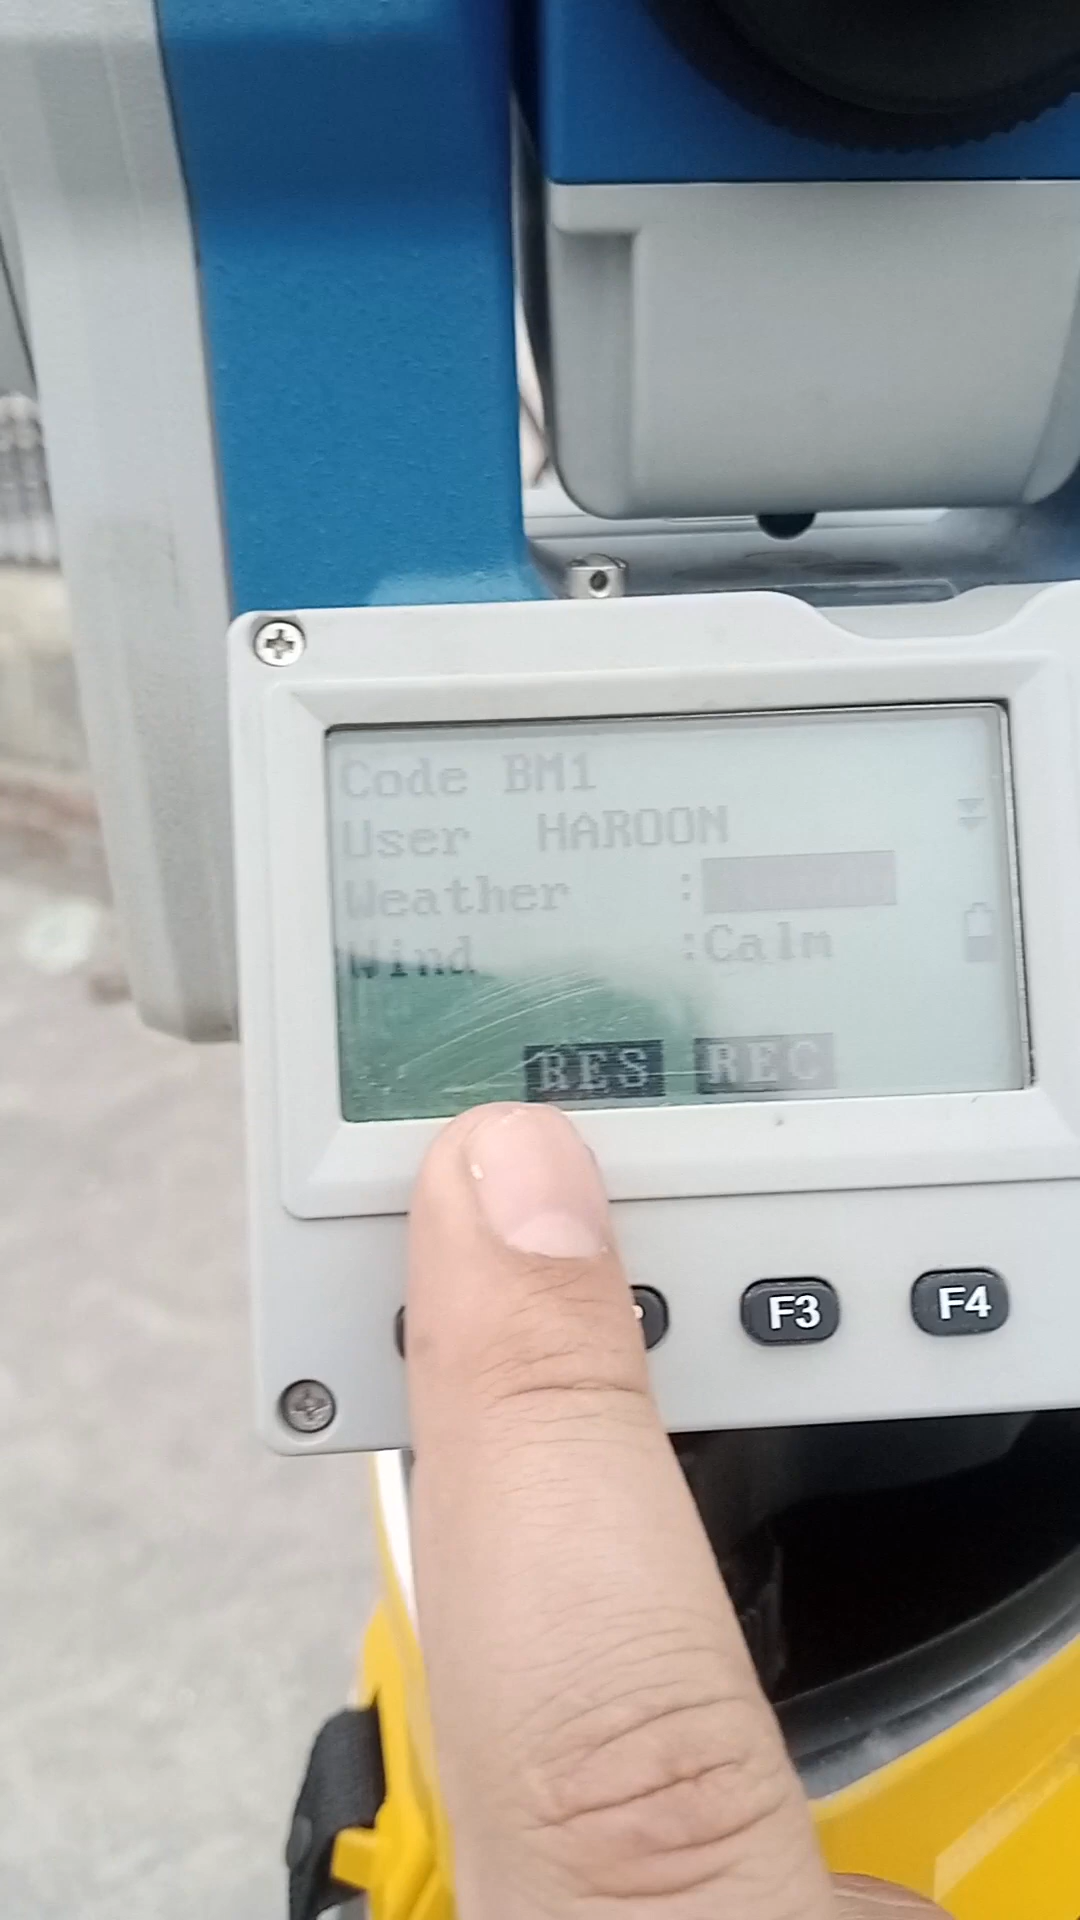 Code BM1
User HAROON
Weather :
Wind :Calm
RES REC
F3 F4